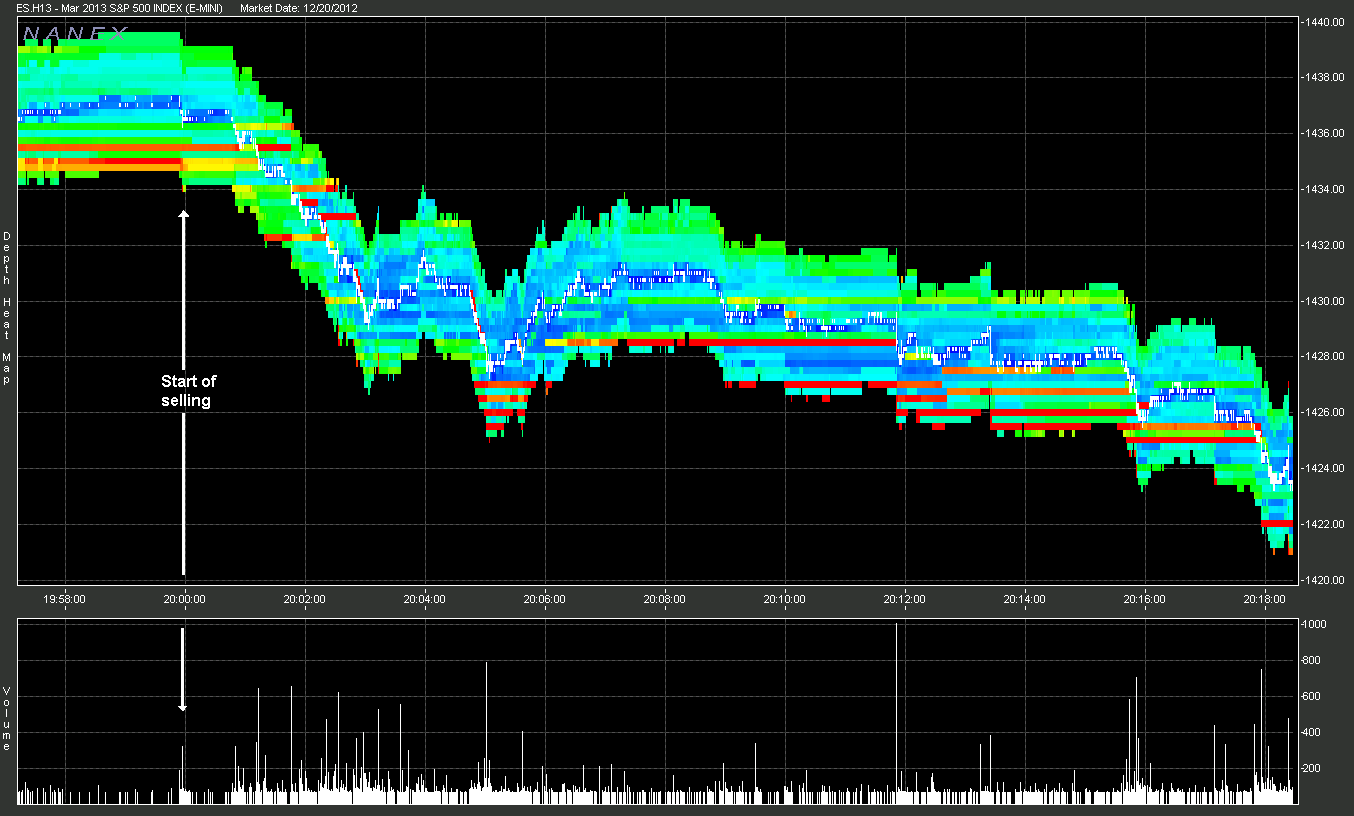 ES.H13 - Mar 2013 S&P 500 INDEX (E-MINI) Market Date: 12/20/2012
NANEX
1440.00
1438.00
1436.00
1434.00
1432.00
1430.00
1428.00
1426.00
1424.00
1422.00
1420.00
Depth Heat Map
Start of
selling
19:58:00 20:00:00 20:02:00 20:04:00 20:06:00 20:08:00 20:10:00 20:12:00 20:14:00 20:16:00 20:18:00
1000
800
600
400
200
Volume